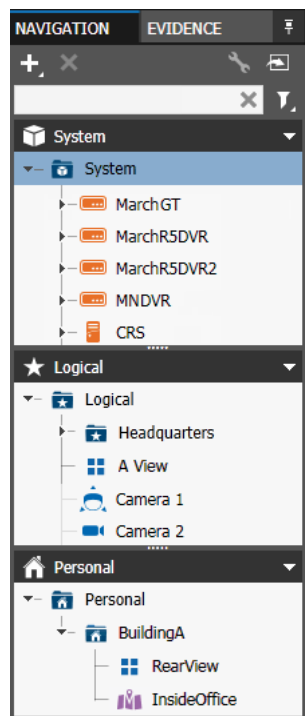 NAVIGATION EVIDENCE
System
System
MarchGT
MarchR5DVR
MarchR5DVR2
MNDVR
CRS
Logical
Logical
Headquarters
A View
Camera 1
Camera 2
Personal
Personal
BuildingA
RearView
InsideOffice